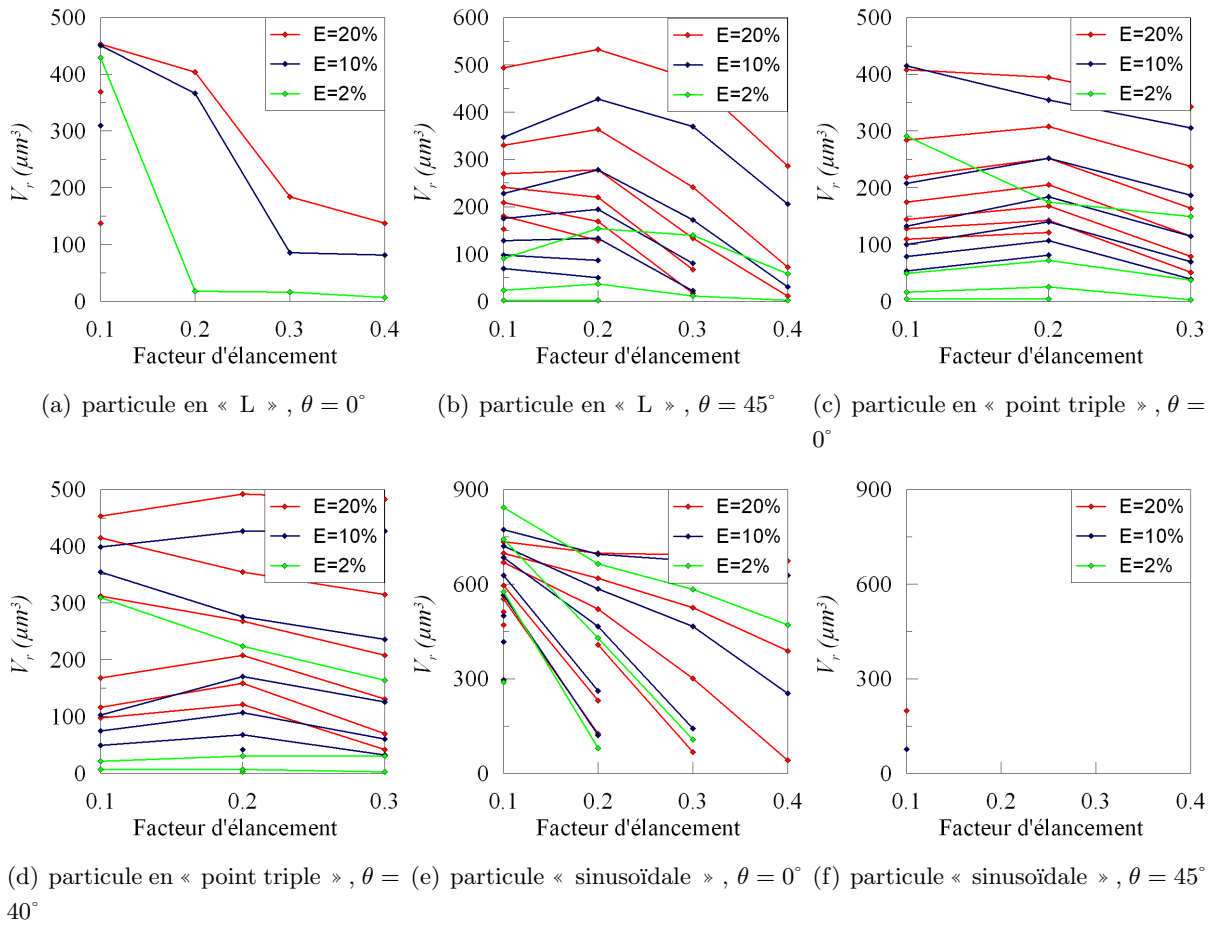 500
400
300
200
100
0
V_r (μm³)
0.1 0.2 0.3 0.4
Facteur d'élancement
E=20%
E=10%
E=2%
(a) particule en « L » , θ = 0°
600
500
400
300
200
100
0
V_r (μm³)
0.1 0.2 0.3 0.4
Facteur d'élancement
E=20%
E=10%
E=2%
(b) particule en « L » , θ = 45°
500
400
300
200
100
0
V_r (μm³)
0.1 0.2 0.3
Facteur d'élancement
E=20%
E=10%
E=2%
(c) particule en « point triple » , θ =
0°
500
400
300
200
100
0
V_r (μm³)
0.1 0.2 0.3
Facteur d'élancement
E=20%
E=10%
E=2%
(d) particule en « point triple » , θ =
40°
900
600
300
0
V_r (μm³)
0.1 0.2 0.3 0.4
Facteur d'élancement
E=20%
E=10%
E=2%
(e) particule « sinusoïdale » , θ = 0°
900
600
300
0
V_r (μm³)
0.1 0.2 0.3 0.4
Facteur d'élancement
E=20%
E=10%
E=2%
(f) particule « sinusoïdale » , θ = 45°